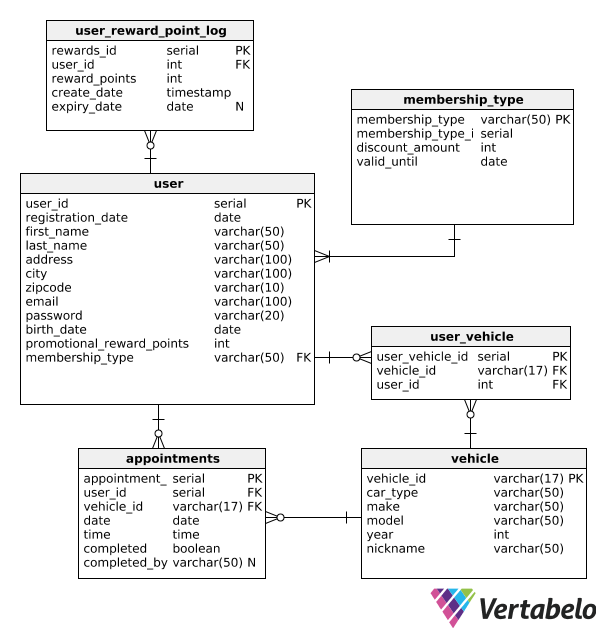 user_reward_point_log
rewards_id serial PK
user_id int FK
reward_points int
create_date timestamp
expiry_date date N
membership_type
membership_type varchar(50) PK
membership_type_i serial
discount_amount int
valid_until date
user
user_id serial PK
registration_date date
first_name varchar(50)
last_name varchar(50)
address varchar(100)
city varchar(100)
zipcode varchar(10)
email varchar(100)
password varchar(20)
birth_date date
promotional_reward_points int
membership_type varchar(50) FK
user_vehicle
user_vehicle_id serial PK
vehicle_id varchar(17) FK
user_id int FK
appointments
appointment_ serial PK
user_id serial FK
vehicle_id varchar(17) FK
date date
time time
completed boolean
completed_by varchar(50) N
vehicle
vehicle_id varchar(17) PK
car_type varchar(50)
make varchar(50)
model varchar(50)
year int
nickname varchar(50)
Vertabelo